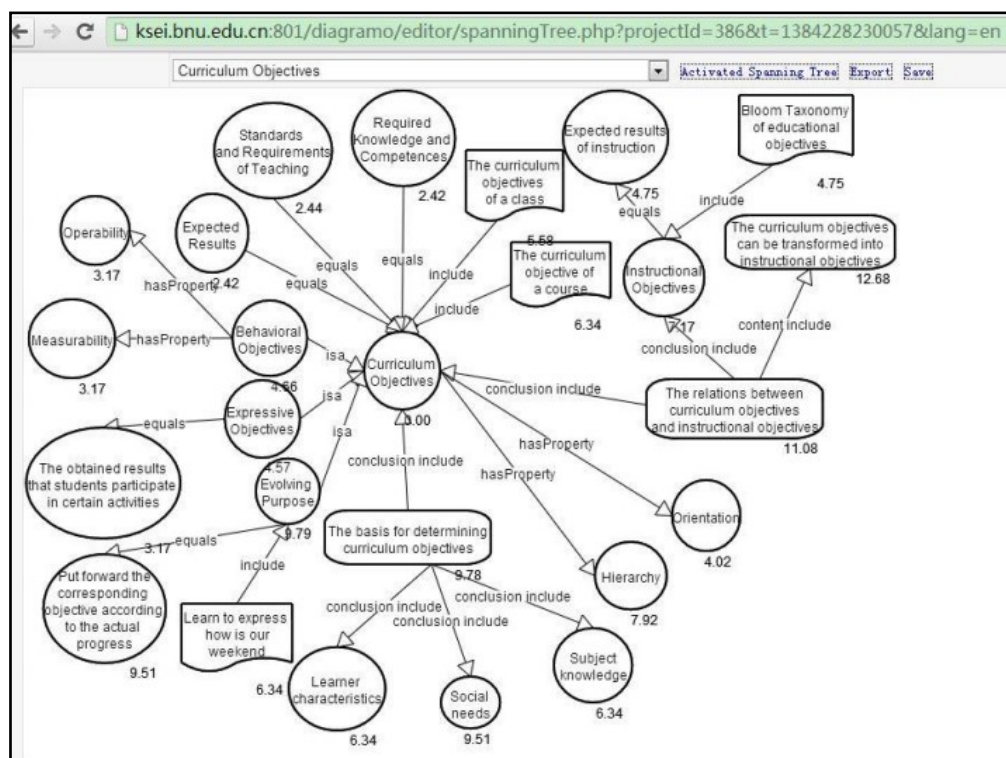 ksei.bnu.edu.cn:801/diagramo/editor/spanningTree.php?projectId=386&t=1384228230057&lang=en
Curriculum Objectives
Activated Spanning Tree Export Save
Standards
and Requirements
of Teaching
2.44
Required
Knowledge and
Competences
2.42
The curriculum
objectives
of a class
5.58
Expected results
of instruction
4.75
Bloom Taxonomy
of educational
objectives
4.75
Operability
3.17
Expected
Results
2.42
equals
include
The curriculum objectives
can be transformed into
instructional objectives
12.68
hasProperty
equals
equals
equals
include
include
The curriculum
objective of
a course
6.34
Instructional
Objectives
7.17
Measurability
3.17
hasProperty
Behavioral
Objectives
4.66
isa
Curriculum
Objectives
0.00
conclusion include
content include
Expressive
Objectives
4.57
isa
isa
equals
conclusion include
The relations between
curriculum objectives
and instructional objectives
11.08
The obtained results
that students participate
in certain activities
3.17
Evolving
Purpose
9.79
conclusion include
hasProperty
hasProperty
Orientation
4.02
equals
include
The basis for determining
curriculum objectives
9.78
Hierarchy
7.92
Put forward the
corresponding
objective according
to the actual
progress
9.51
Learn to express
how is our
weekend
6.34
conclusion include
conclusion include
conclusion include
Learner
characteristics
6.34
Social
needs
9.51
Subject
knowledge
6.34